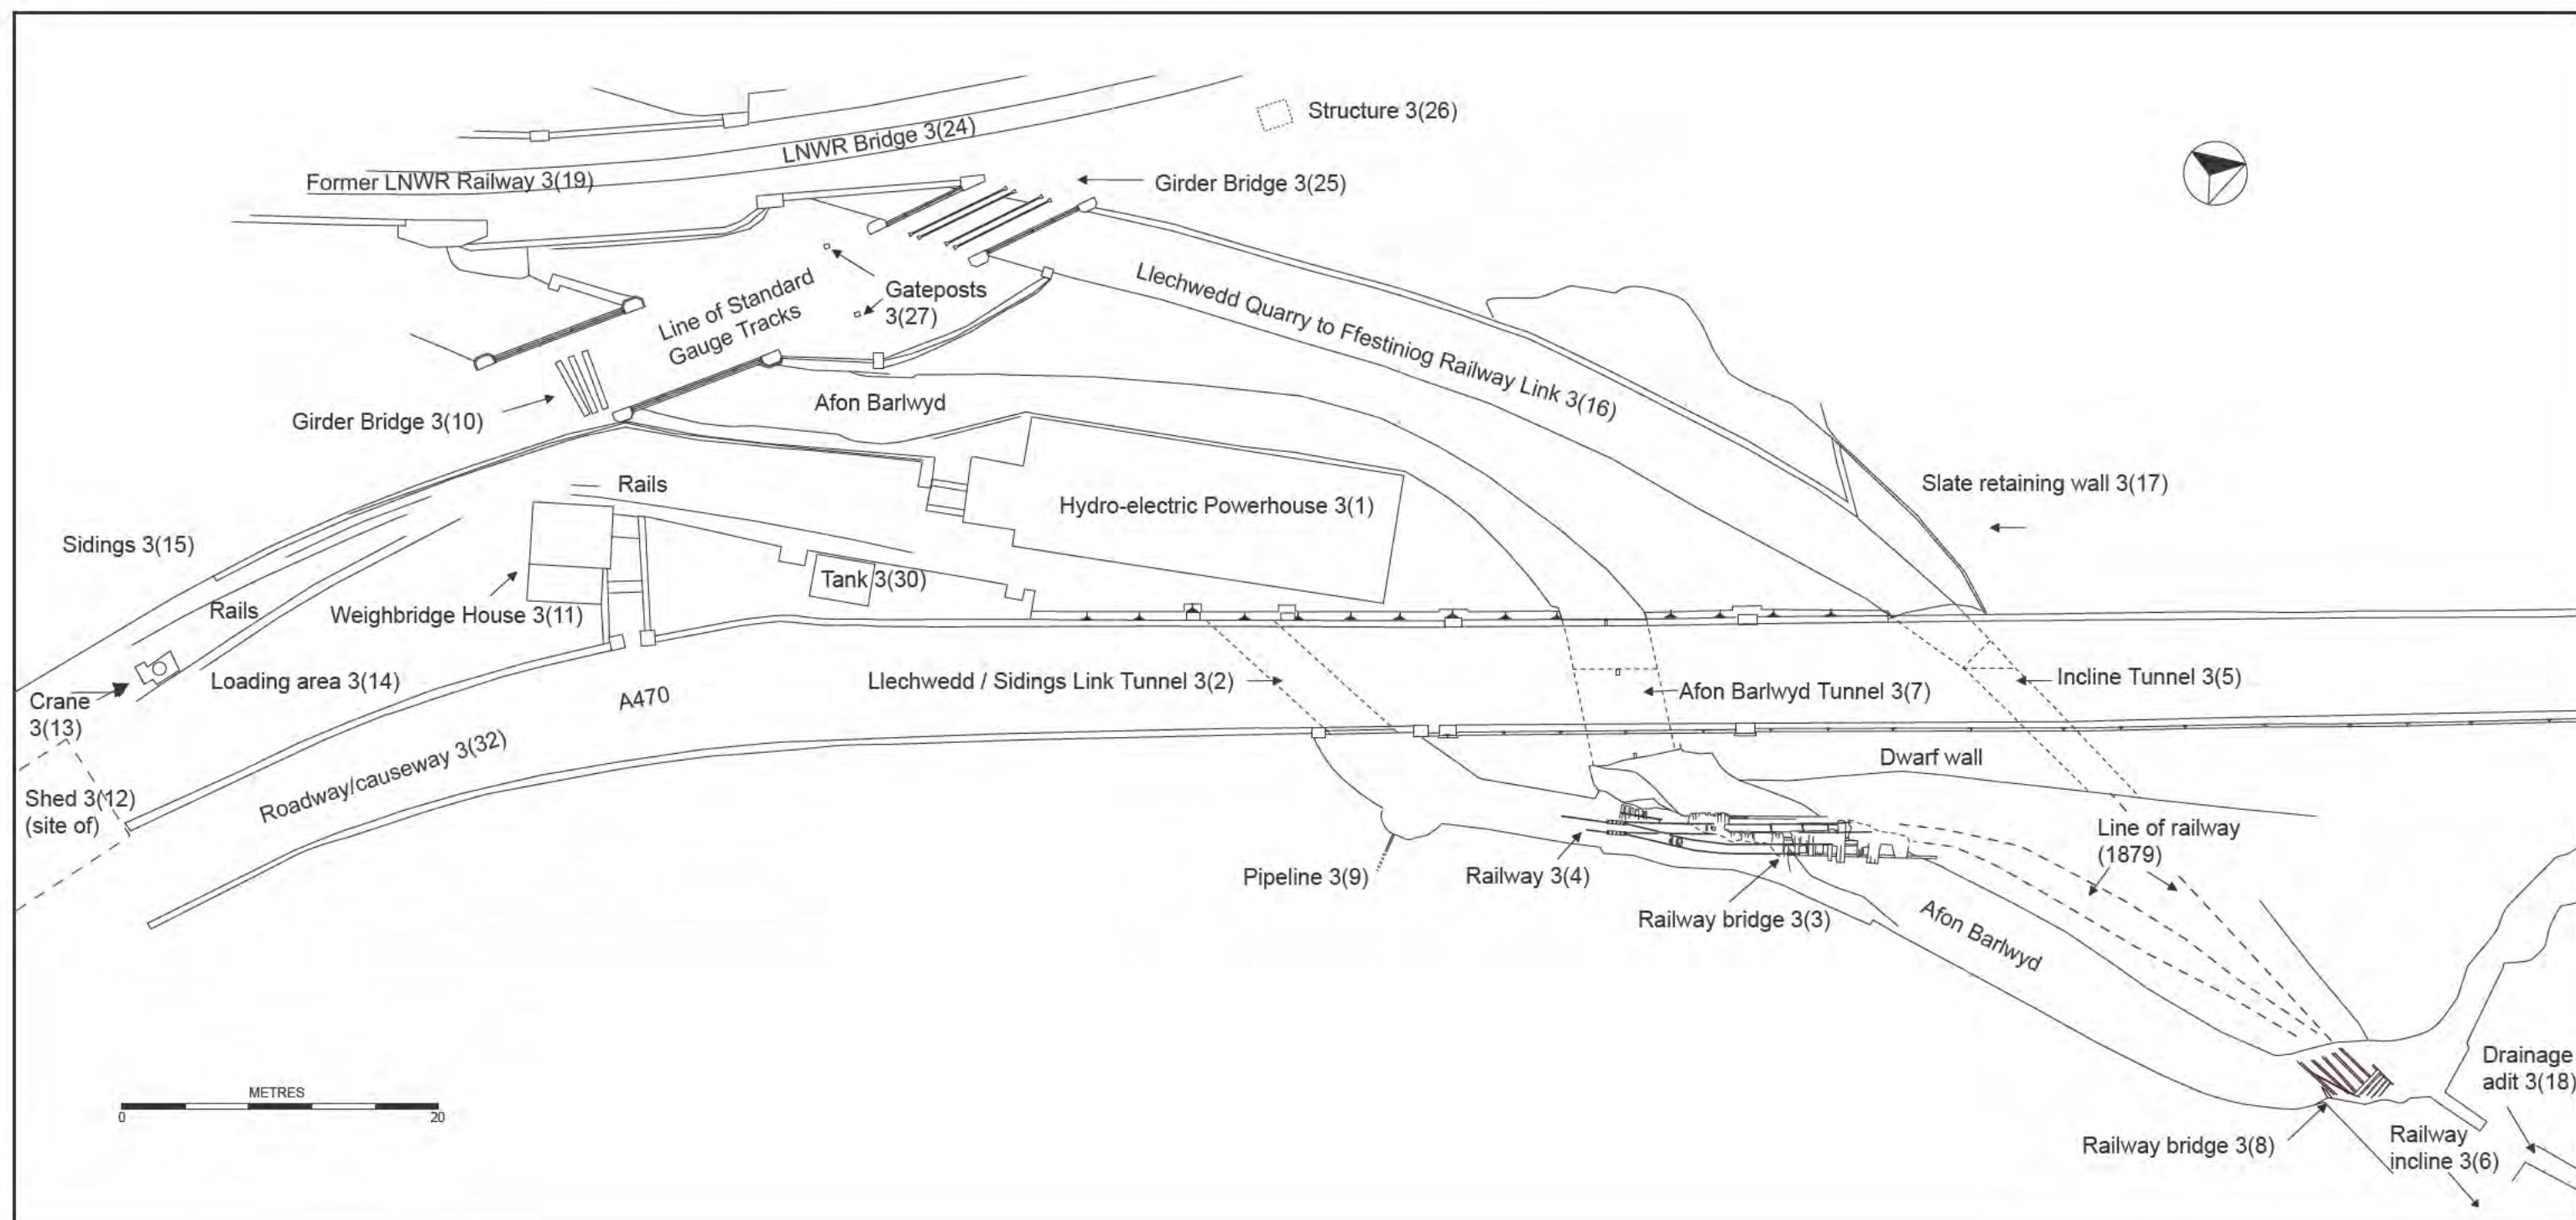 Structure 3(26)
LNWR Bridge 3(24)
Former LNWR Railway 3(19)
Girder Bridge 3(25)
Llechwedd Quarry to Ffestiniog Railway Link 3(16)
Gateposts
3(27)
Line of Standard
Gauge Tracks
Afon Barlwyd
Girder Bridge 3(10)
Slate retaining wall 3(17)
Rails
Hydro-electric Powerhouse 3(1)
Sidings 3(15)
Tank 3(30)
Rails
Weighbridge House 3(11)
Loading area 3(14)
Llechwedd / Sidings Link Tunnel 3(2)
Afon Barlwyd Tunnel 3(7)
Incline Tunnel 3(5)
Crane
3(13)
A470
Roadway/causeway 3(32)
Dwarf wall
Shed 3(12)
(site of)
Line of railway
(1879)
Pipeline 3(9)
Railway 3(4)
Railway bridge 3(3)
Afon Barlwyd
Drainage
adit 3(18)
METRES
0 20
Railway bridge 3(8)
Railway
incline 3(6)